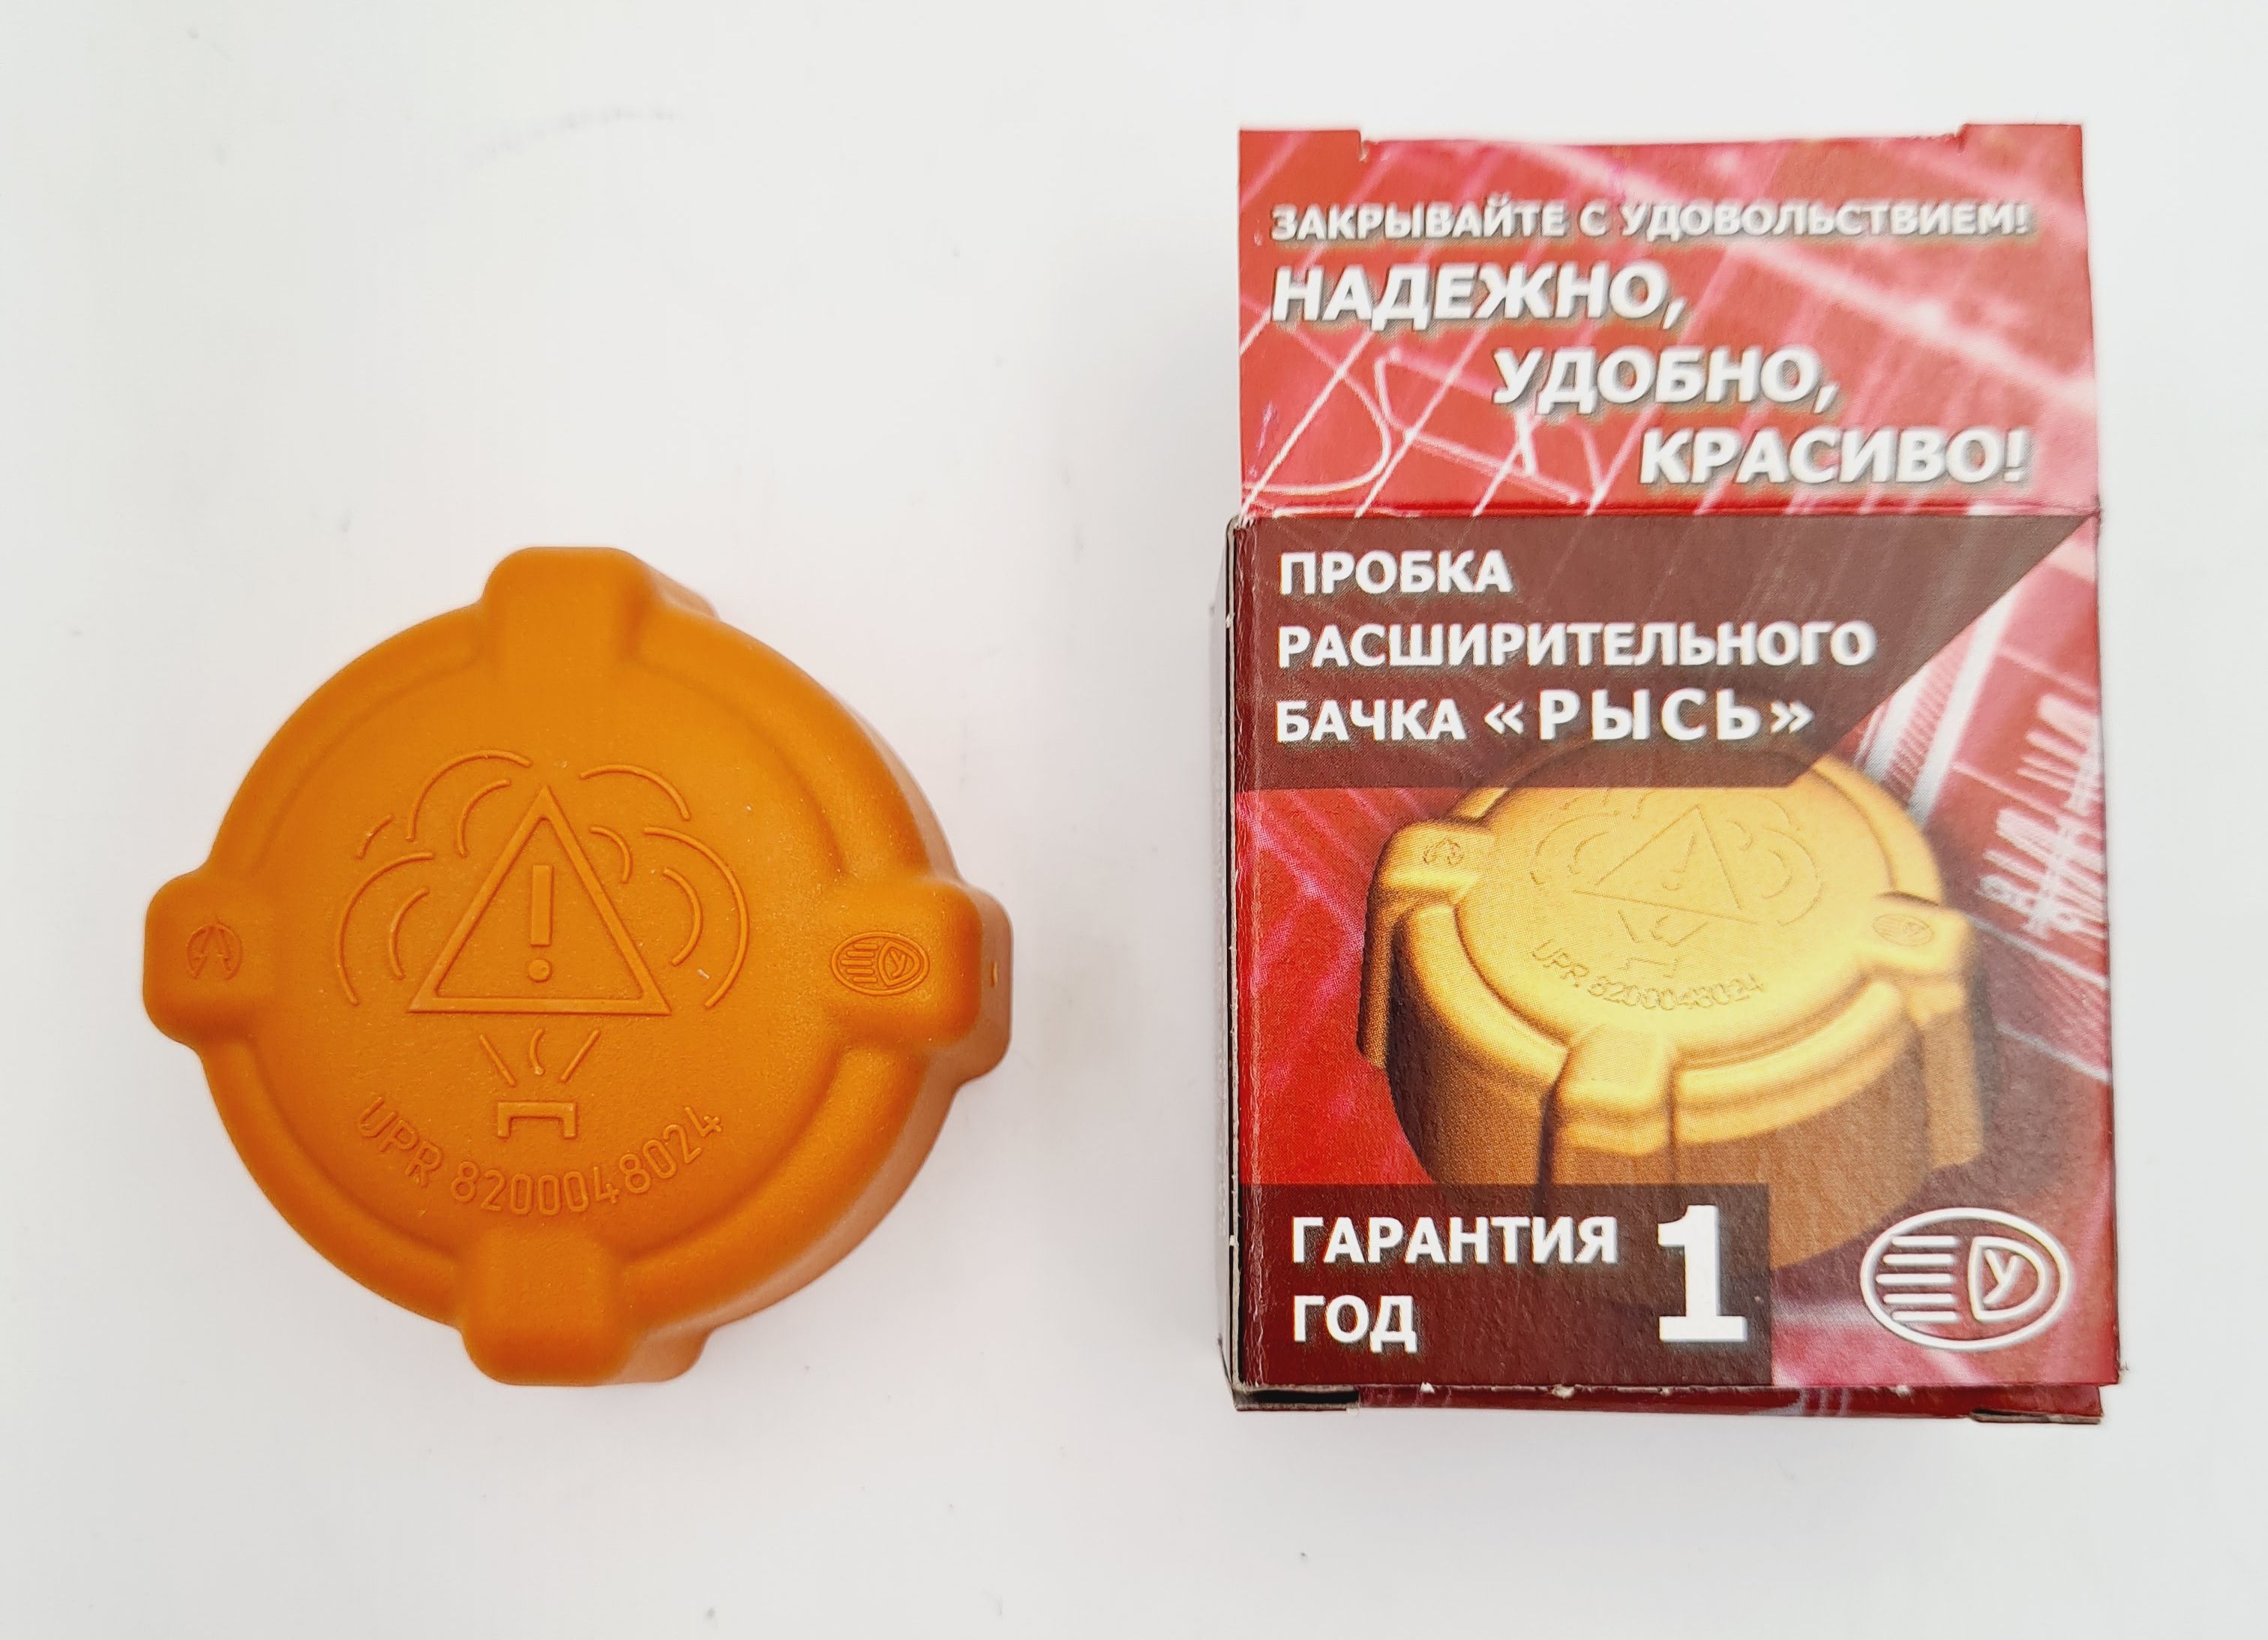 ЗАКРЫВАЙТЕ С УДОВОЛЬСТВИЕМ!
НАДЕЖНО,
УДОБНО,
КРАСИВО!
ПРОБКА
РАСШИРИТЕЛЬНОГО
БАЧКА «РЫСЬ»
UPR 8200048024
ГАРАНТИЯ 1
ГОД
У
UPR 8200048024
У